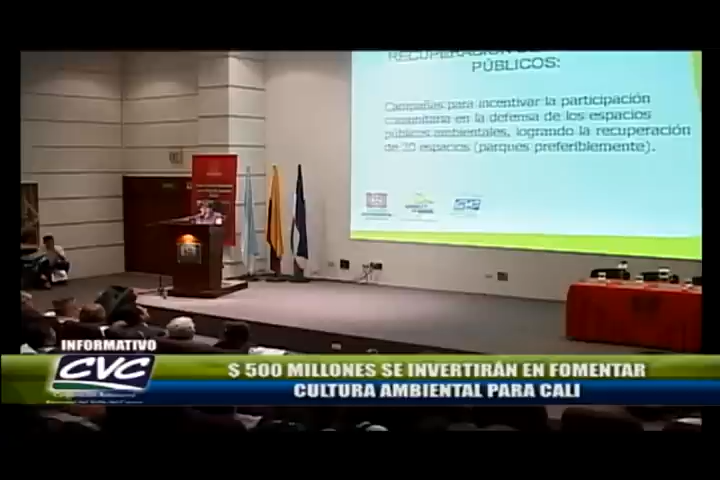 PÚBLICOS:
Campañas para incentivar la participación
comunitaria en la defensa de los espacios
públicos ambientales, logrando la recuperación
de 20 espacios (parques preferiblemente).
INFORMATIVO
CVC
$ 500 MILLONES SE INVERTIRÁN EN FOMENTAR
CULTURA AMBIENTAL PARA CALI